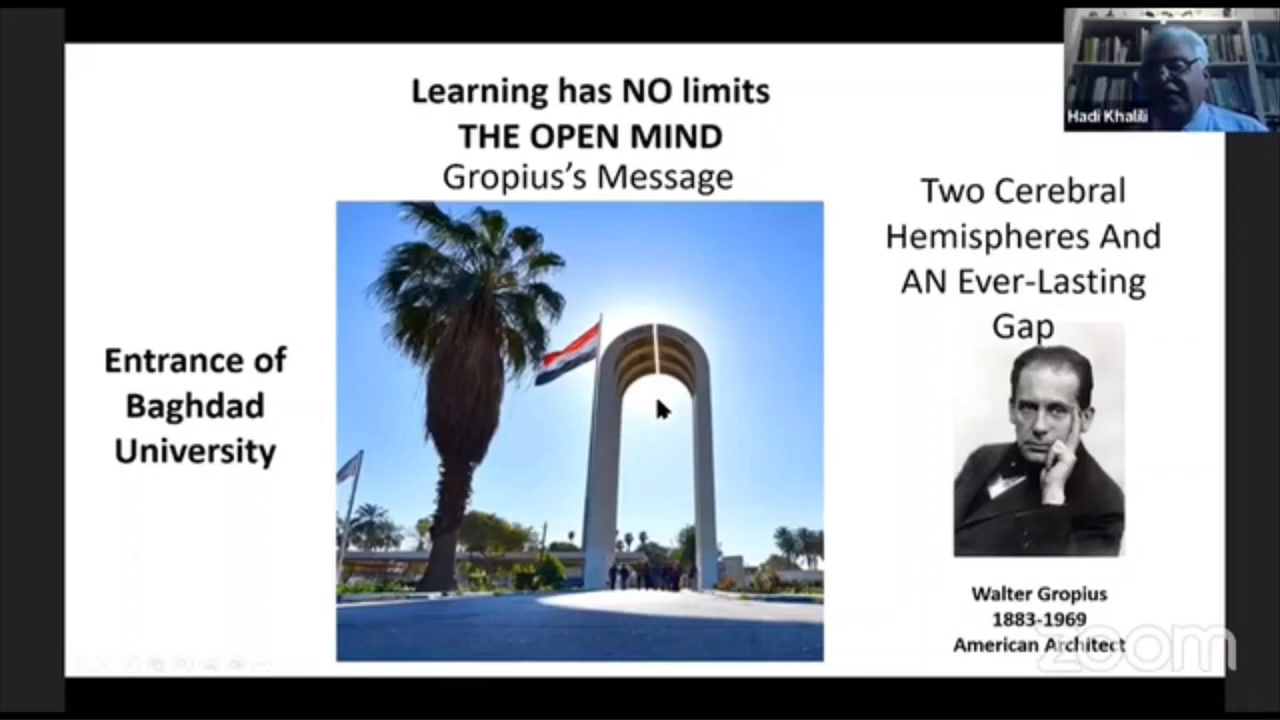 Learning has NO limits
THE OPEN MIND
Gropius's Message
Hadi Khalili
Two Cerebral
Hemispheres And
AN Ever-Lasting
Gap
Entrance of
Baghdad
University
Walter Gropius
1883-1969
American Architect
zoom